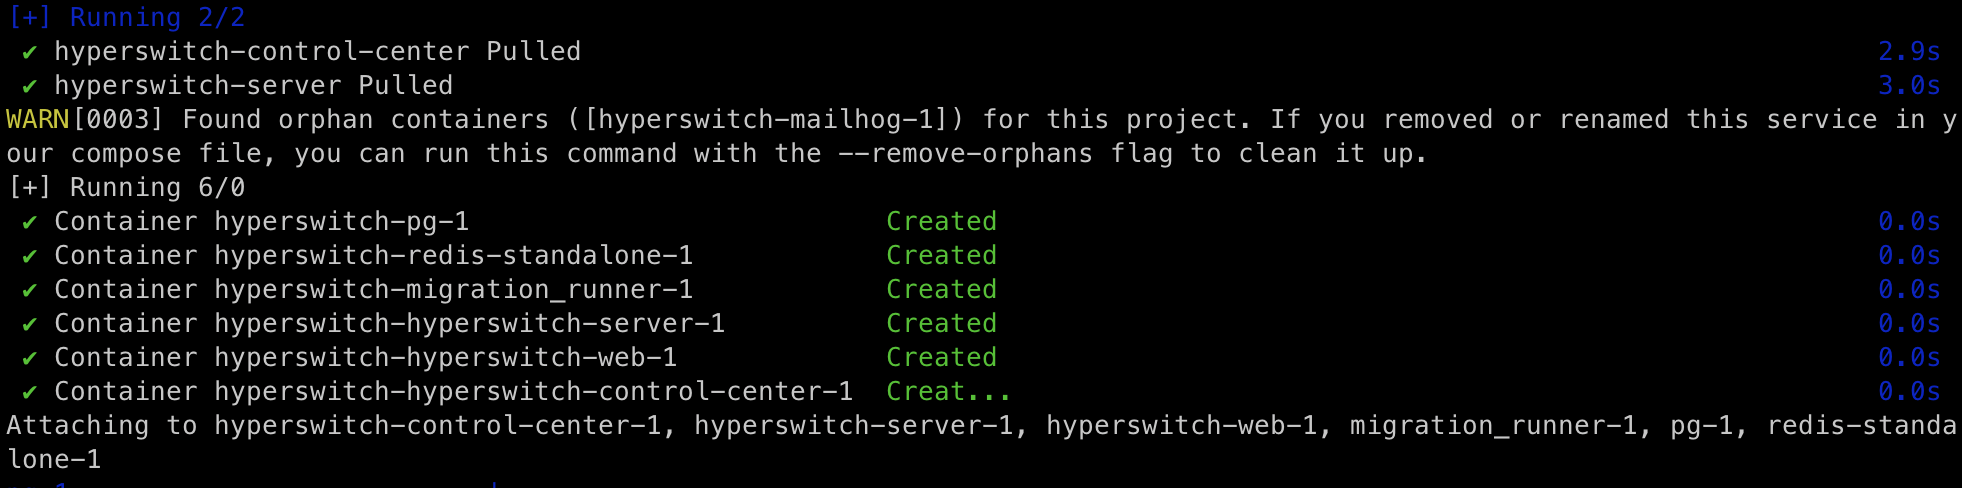 [+] Running 2/2
✔ hyperswitch-control-center Pulled 2.9s
✔ hyperswitch-server Pulled 3.0s
WARN[0003] Found orphan containers ([hyperswitch-mailhog-1]) for this project. If you removed or renamed this service in y
our compose file, you can run this command with the --remove-orphans flag to clean it up.
[+] Running 6/0
✔ Container hyperswitch-pg-1 Created 0.0s
✔ Container hyperswitch-redis-standalone-1 Created 0.0s
✔ Container hyperswitch-migration_runner-1 Created 0.0s
✔ Container hyperswitch-hyperswitch-server-1 Created 0.0s
✔ Container hyperswitch-hyperswitch-web-1 Created 0.0s
✔ Container hyperswitch-hyperswitch-control-center-1 Creat... 0.0s
Attaching to hyperswitch-control-center-1, hyperswitch-server-1, hyperswitch-web-1, migration_runner-1, pg-1, redis-standa
lone-1